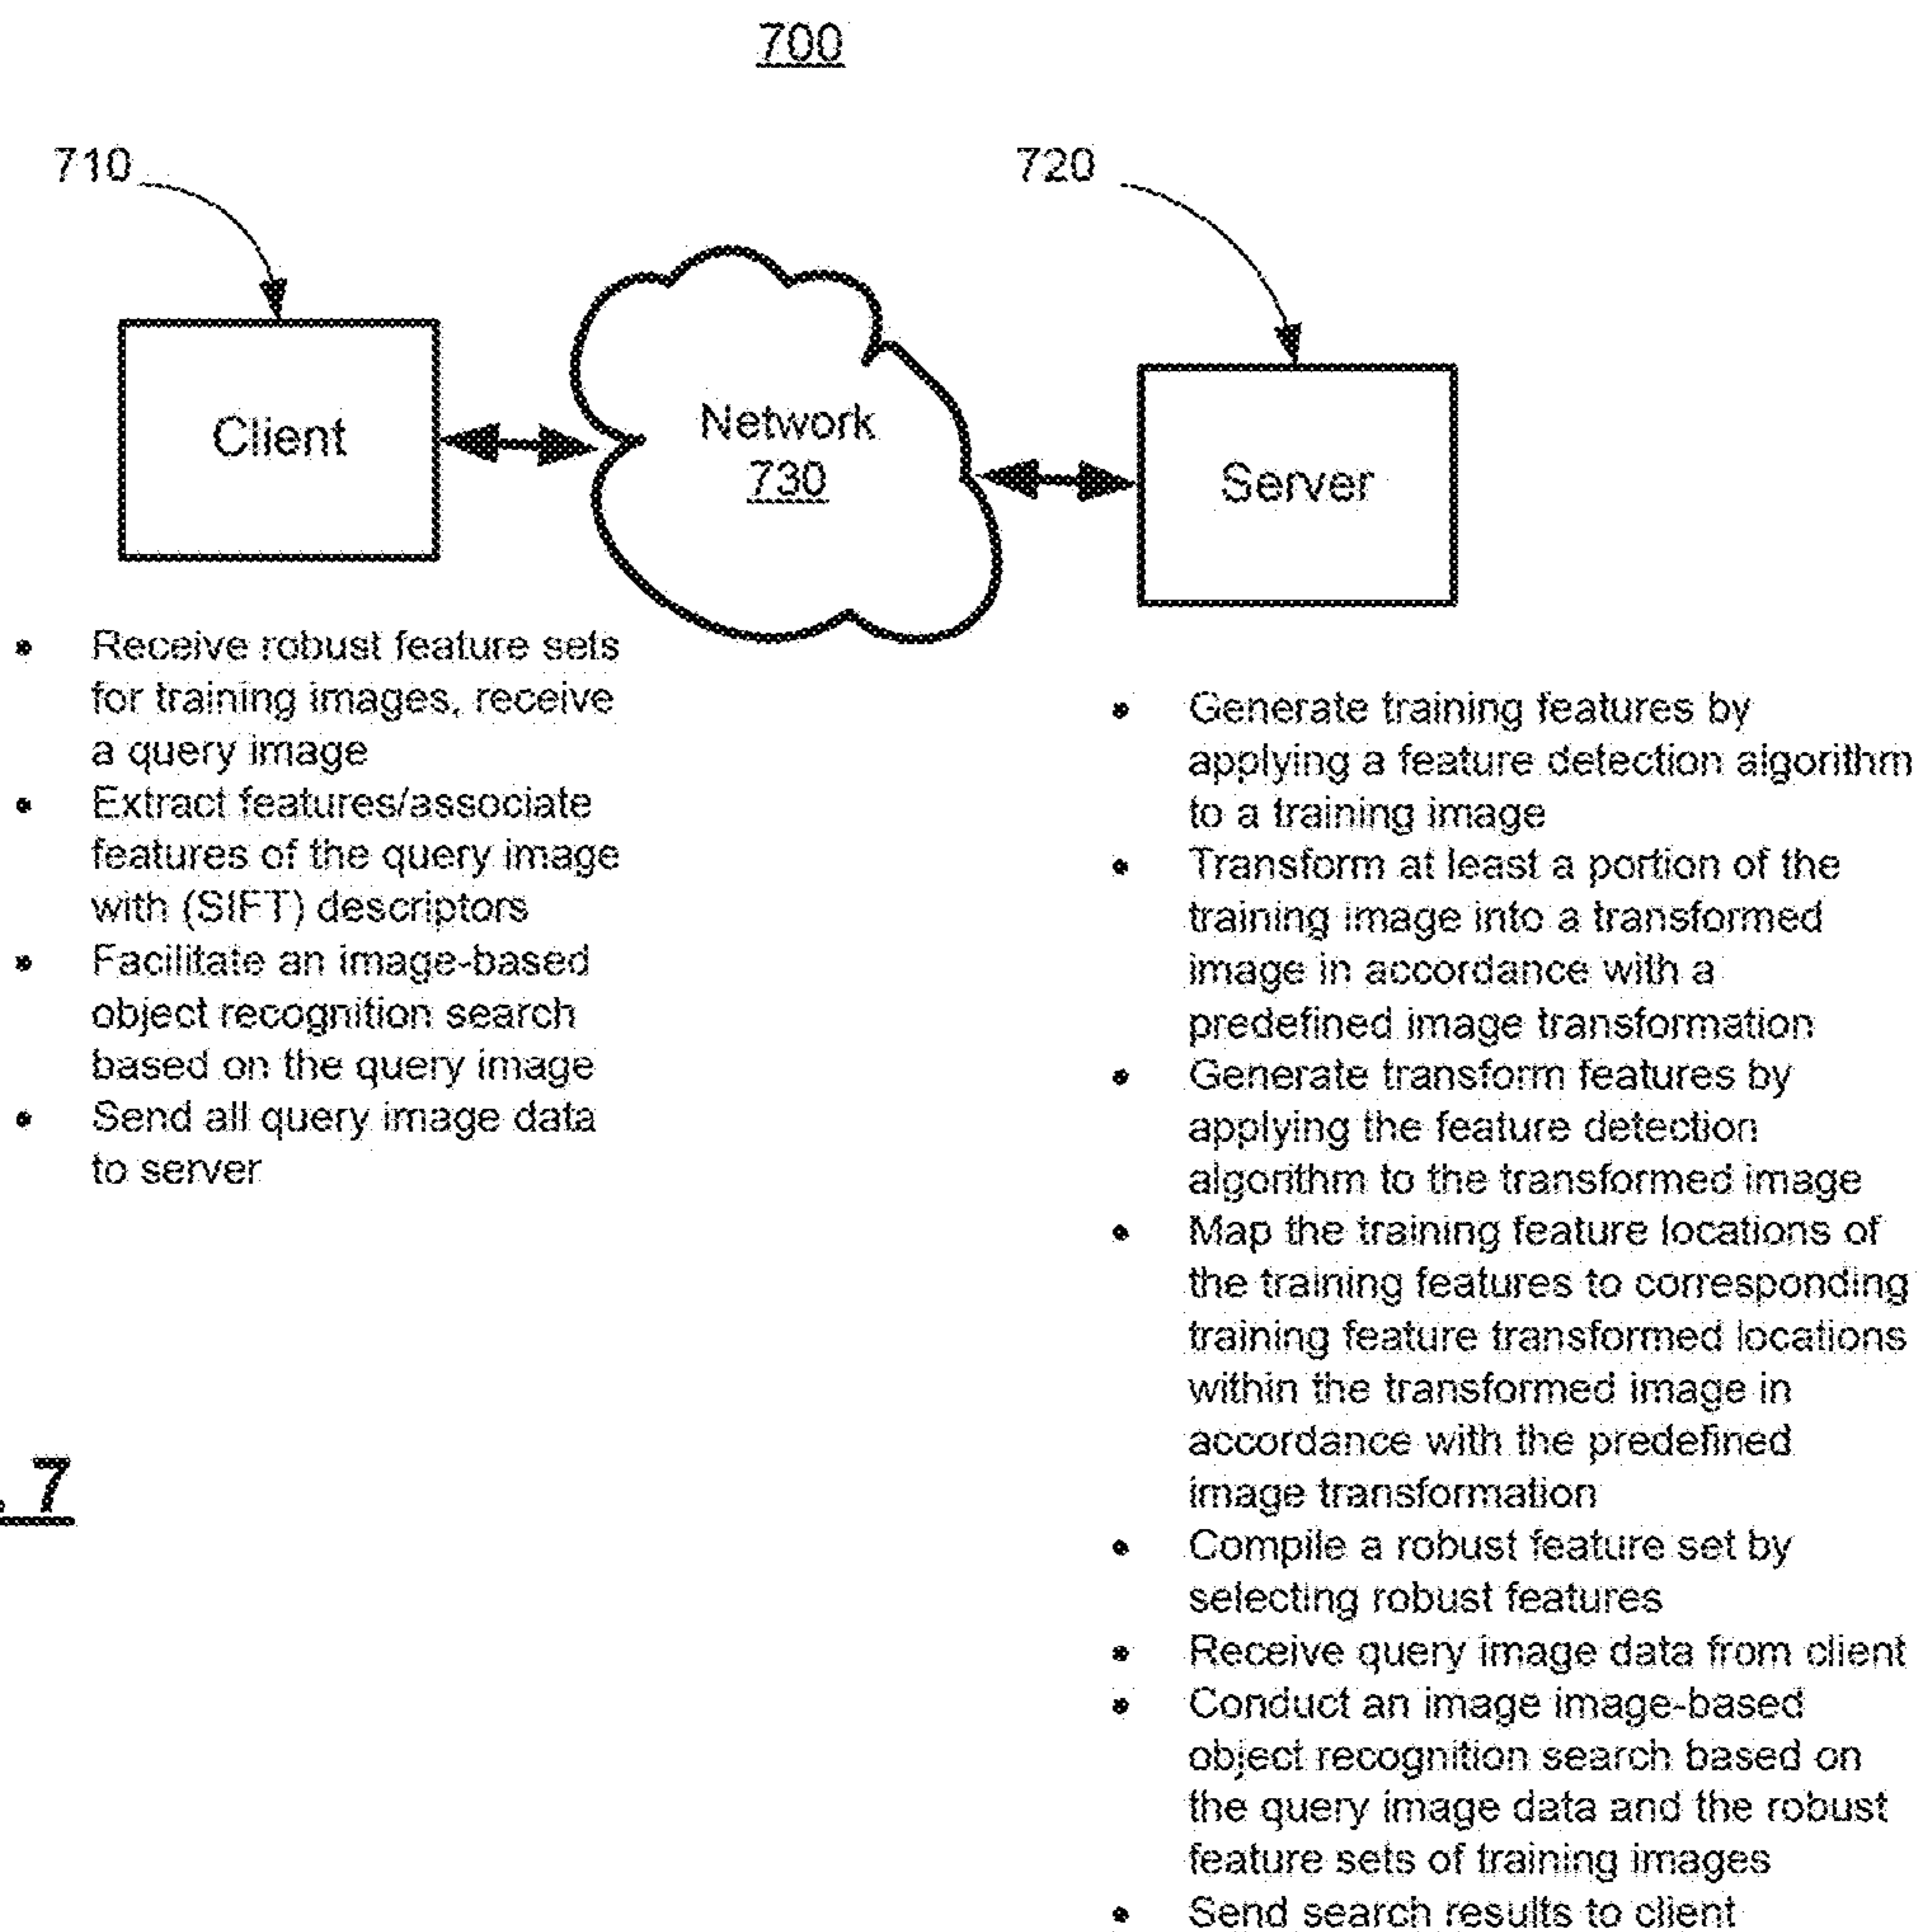 700
710
720
Client
Network
730
Server
• Receive robust feature sets
for training images, receive
a query image
• Extract features/associate
features of the query image
with (SIFT) descriptors
• Facilitate an image-based
object recognition search
based on the query image
• Send all query image data
to server
• Generate training features by
applying a feature detection algorithm
to a training image
• Transform at least a portion of the
training image into a transformed
image in accordance with a
predefined image transformation
• Generate transform features by
applying the feature detection
algorithm to the transformed image
• Map the training feature locations of
the training features to corresponding
training feature transformed locations
within the transformed image in
accordance with the predefined
image transformation
• Compile a robust feature set by
selecting robust features
• Receive query image data from client
• Conduct an image image-based
object recognition search based on
the query image data and the robust
feature sets of training images
• Send search results to client
. 7